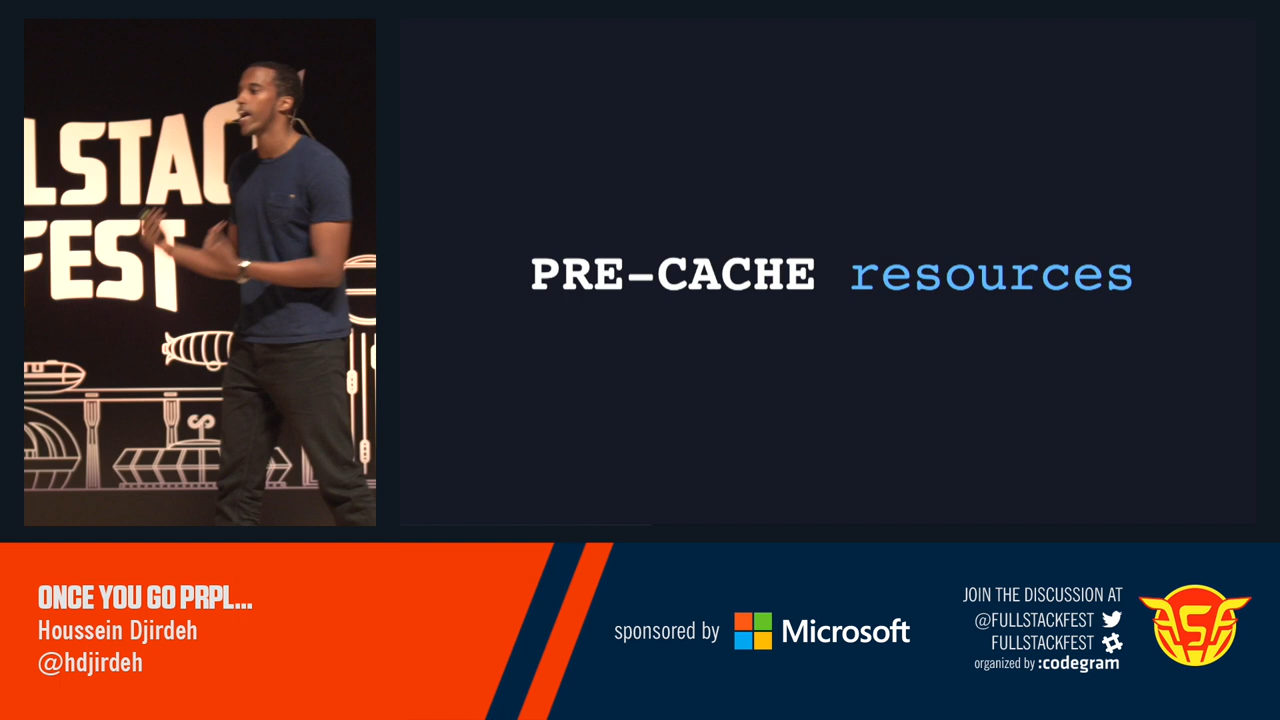 LSTAC
FEST
PRE-CACHE resources
ONCE YOU GO PRPL...
Houssein Djirdeh
@hdjirdeh
sponsored by Microsoft
JOIN THE DISCUSSION AT
@FULLSTACKFEST
FULLSTACKFEST
organized by :codegram
FSF